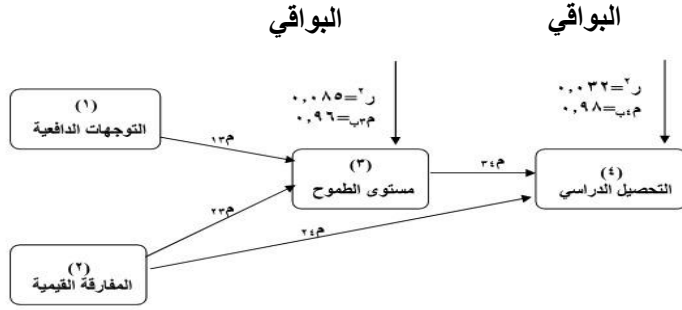 البواقي
البواقي
ر٢=٠,٠٨٥
م٣ب=٠,٩٦
ر٢=٠,٠٣٢
م٤ب=٠,٩٨
(١)
التوجهات الدافعية
م١٣
(٣)
مستوى الطموح
م٣٤
(٤)
التحصيل الدراسي
م٢٣
م٢٤
(٢)
المفارقة القيمية